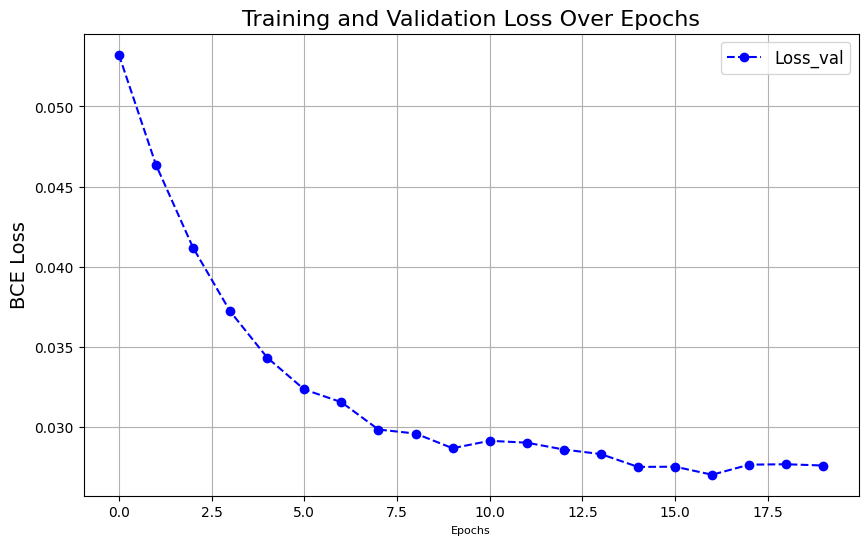 Training and Validation Loss Over Epochs
Loss_val
BCE Loss
0.050
0.045
0.040
0.035
0.030
0.0 2.5 5.0 7.5 10.0 12.5 15.0 17.5
Epochs